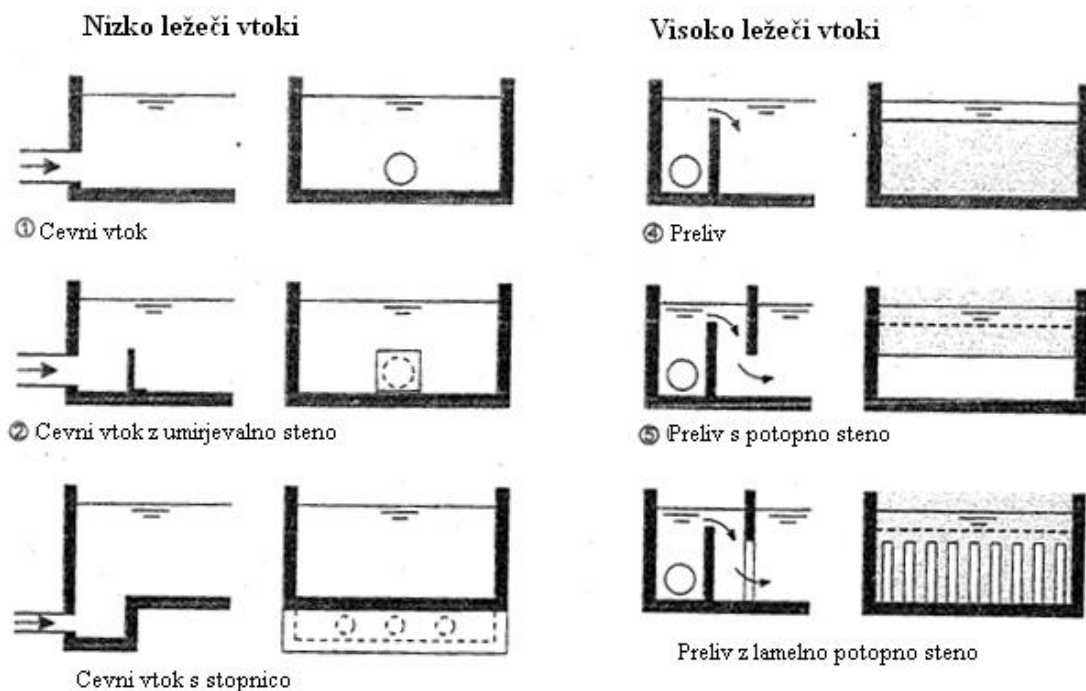 Nizko ležeči vtoki
① Cevni vtok
② Cevni vtok z umirjevalno steno
Cevni vtok s stopnico
Visoko ležeči vtoki
④ Preliv
⑤ Preliv s potopno steno
Preliv z lamelno potopno steno